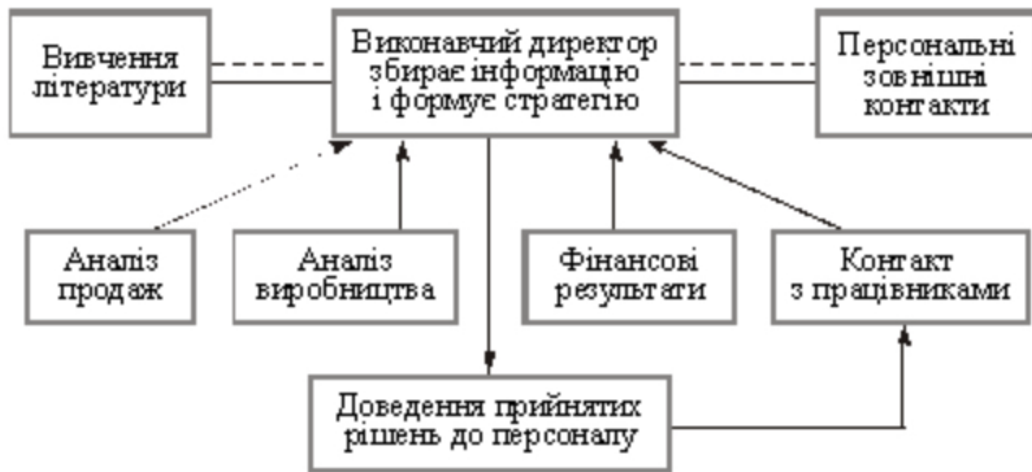 Вивчення
літератури
Виконавчий директор
збирає інформацію
і формує стратегію
Персональні
зовнішні
контакти
Аналіз
продаж
Аналіз
виробництва
Фінансові
результати
Контакт
з працівниками
Доведення прийнятих
рішень до персоналу